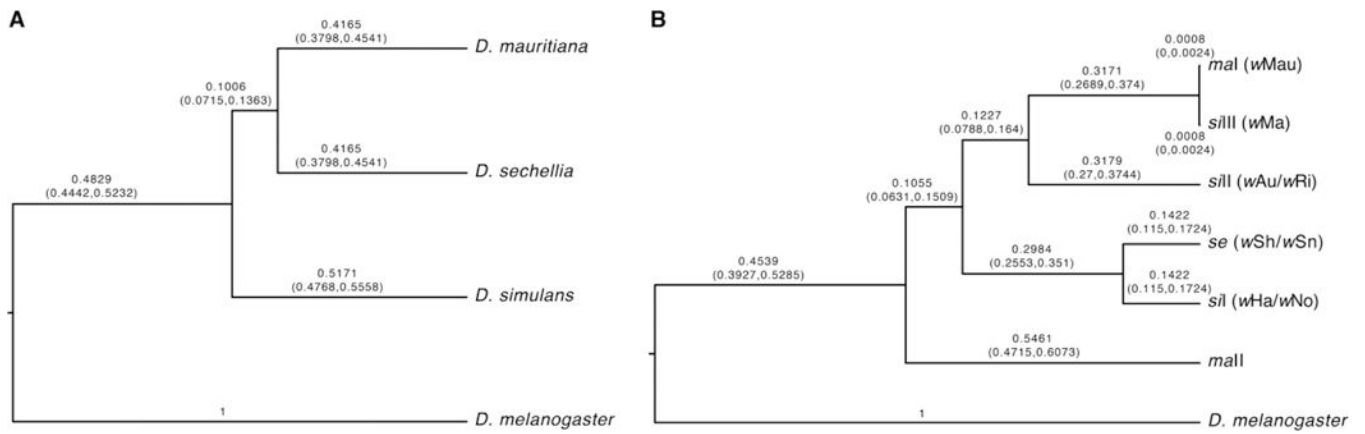 A
0.4165
(0.3798,0.4541)
D. mauritiana
0.1006
(0.0715,0.1363)
0.4165
(0.3798,0.4541)
D. sechellia
0.4829
(0.4442,0.5232)
0.5171
(0.4768,0.5558)
D. simulans
1
D. melanogaster
B
0.0008
(0,0.0024)
maI (wMau)
0.3171
(0.2689,0.374)
siIII (wMa)
0.0008
(0,0.0024)
0.1227
(0.0788,0.164)
0.3179
(0.27,0.3744)
siII (wAu/wRi)
0.1055
(0.0631,0.1509)
0.1422
(0.115,0.1724)
se (wSh/wSn)
0.2984
(0.2553,0.351)
0.1422
(0.115,0.1724)
siI (wHa/wNo)
0.4539
(0.3927,0.5285)
0.5461
(0.4715,0.6073)
maII
1
D. melanogaster